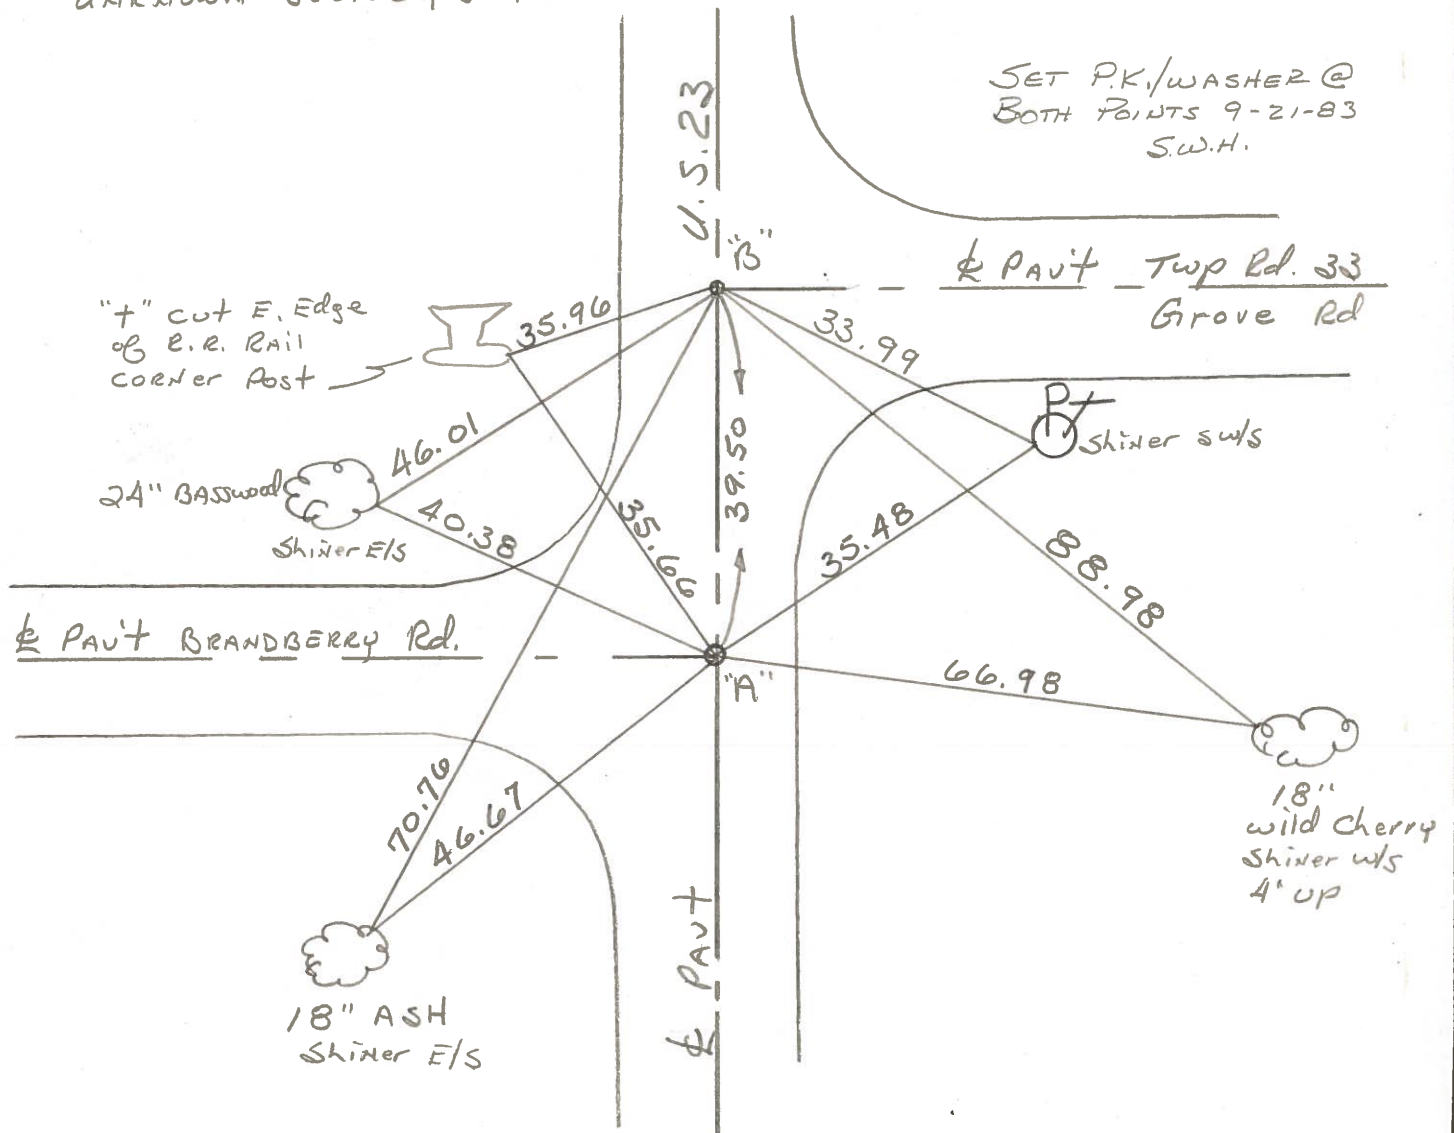 UNKNOWN
SET P.K./WASHER @
BOTH POINTS 9-21-83
S.W.H.
U.S. 23
"B"
℄ PAV't Twp Rd. 33
Grove Rd
"+" cut E. Edge
of R.R. Rail
CORNER Post
35.96
33.99
P
Shiner SW/S
46.01
24" BASSwood
Shiner E/S
40.38
35.66
39.50
35.48
88.98
℄ PAV't BRANDBERRY Rd.
"A"
66.98
18"
wild Cherry
Shiner W/S
4' up
70.76
46.67
18" ASH
Shiner E/S
℄ PAVt